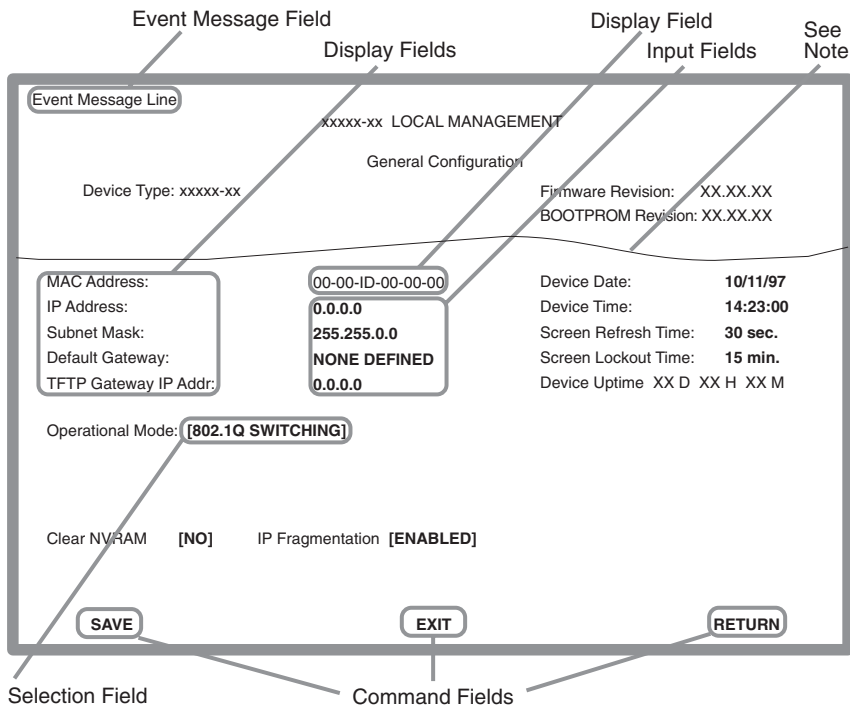 Event Message Field
Display Fields
Display Field
Input Fields
See
Note
Event Message Line
xxxxx-xx LOCAL MANAGEMENT
General Configuration
Device Type: xxxxx-xx
Firmware Revision: XX.XX.XX
BOOTPROM Revision: XX.XX.XX
MAC Address: 00-00-ID-00-00-00 Device Date: 10/11/97
IP Address: 0.0.0.0 Device Time: 14:23:00
Subnet Mask: 255.255.0.0 Screen Refresh Time: 30 sec.
Default Gateway: NONE DEFINED Screen Lockout Time: 15 min.
TFTP Gateway IP Addr: 0.0.0.0 Device Uptime XX D XX H XX M
Operational Mode: [802.1Q SWITCHING]
Clear NVRAM [NO] IP Fragmentation [ENABLED]
SAVE EXIT RETURN
Selection Field
Command Fields